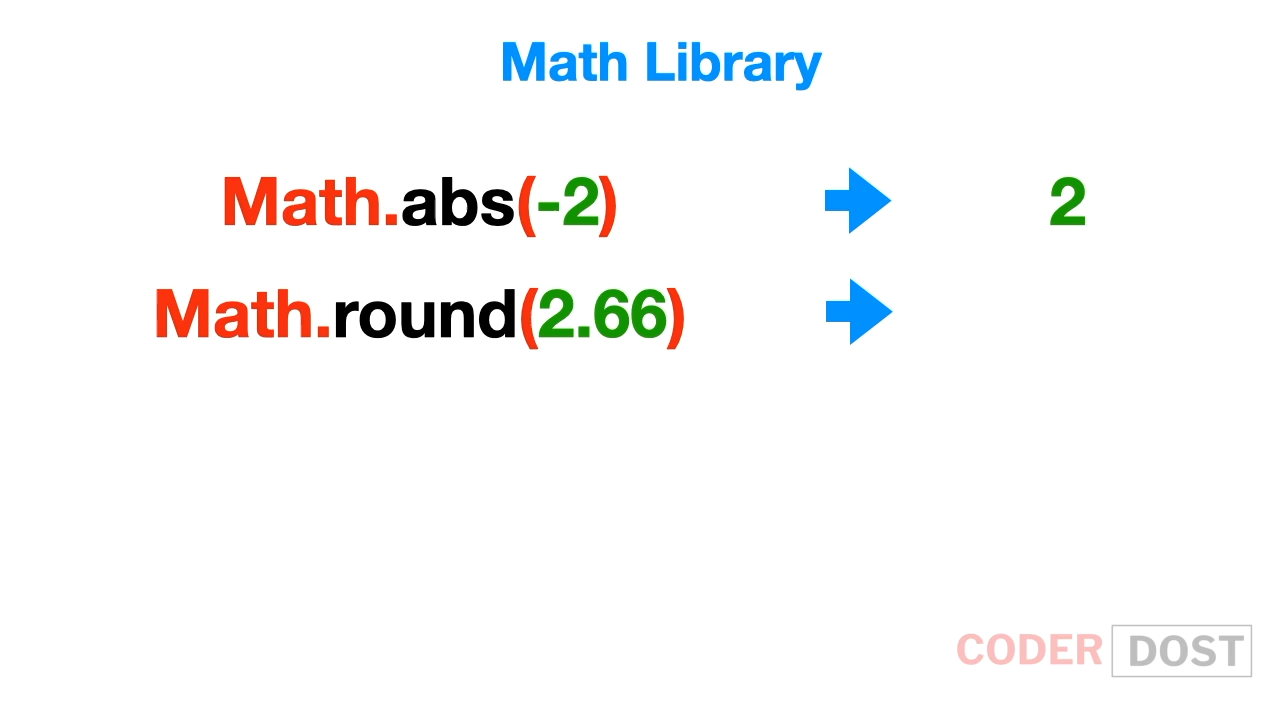 Math Library
Math.abs(-2) 2
Math.round(2.66)
CODER DOST